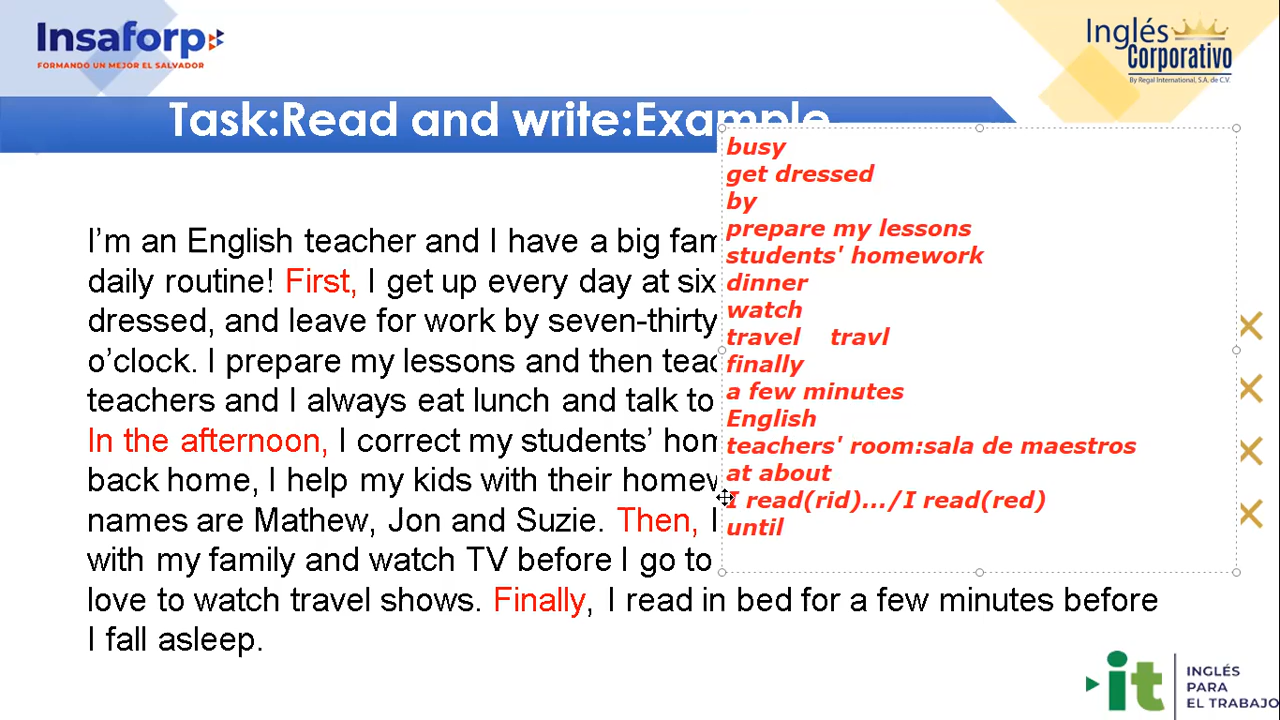 Insaforp
FORMANDO UN MEJOR EL SALVADOR
Inglés
Corporativo
By Regal International, S.A. de C.V.
Task:Read and write:Example
I'm an English teacher and I have a big fam
daily routine! First, I get up every day at six
dressed, and leave for work by seven-thirty
o'clock. I prepare my lessons and then teac
teachers and I always eat lunch and talk to
In the afternoon, I correct my students' hom
back home, I help my kids with their homew
names are Mathew, Jon and Suzie. Then, I
with my family and watch TV before I go to
love to watch travel shows. Finally, I read in bed for a few minutes before
I fall asleep.
busy
get dressed
by
prepare my lessons
students' homework
dinner
watch
travel travl
finally
a few minutes
English
teachers' room:sala de maestros
at about
I read(rid).../I read(red)
until
it
INGLÉS
PARA
EL TRABAJO